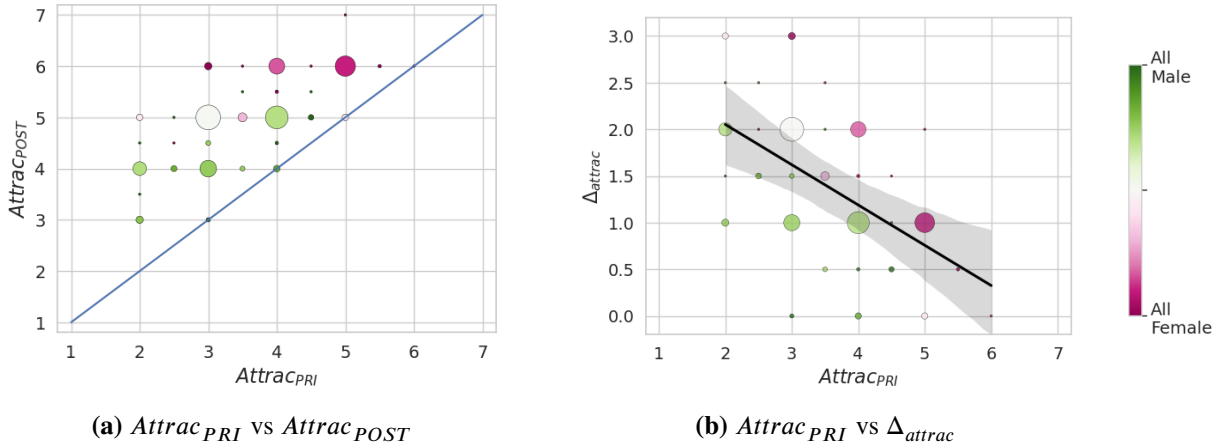 7
6
5
4
3
2
1
Attrac_POST
1 2 3 4 5 6 7
Attrac_PRI
3.0
2.5
2.0
1.5
1.0
0.5
0.0
Δ_attrac
1 2 3 4 5 6 7
Attrac_PRI
All
Male
All
Female
(a) Attrac_PRI vs Attrac_POST
(b) Attrac_PRI vs Δ_attrac